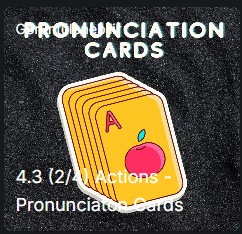 PRONUNCIATION
CARDS
A
4.3 (2/4) Actions -
Pronunciaton Cards